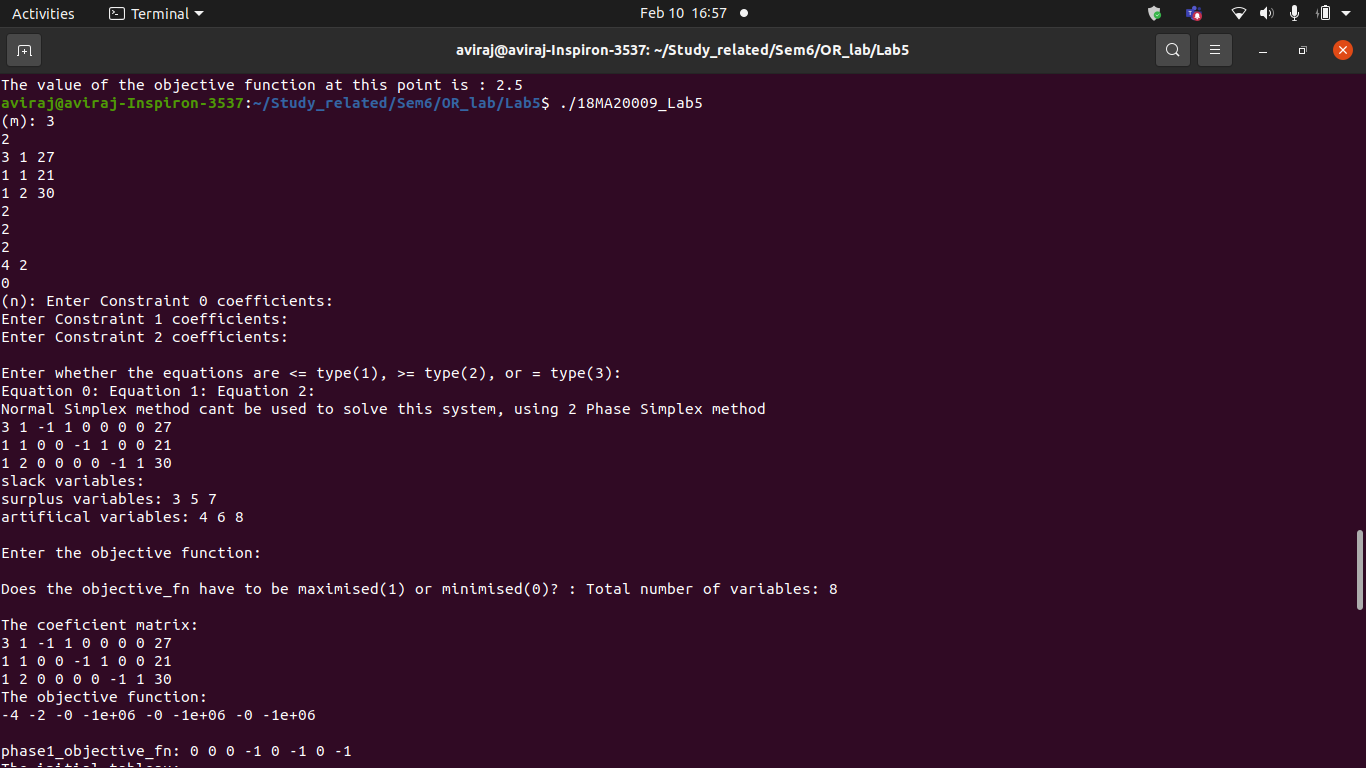 Activities Terminal Feb 10 16:57
aviraj@aviraj-Inspiron-3537: ~/Study_related/Sem6/OR_lab/Lab5
The value of the objective function at this point is : 2.5
aviraj@aviraj-Inspiron-3537:~/Study_related/Sem6/OR_lab/Lab5$ ./18MA20009_Lab5
(m): 3
2
3 1 27
1 1 21
1 2 30
2
2
2
4 2
0
(n): Enter Constraint 0 coefficients:
Enter Constraint 1 coefficients:
Enter Constraint 2 coefficients:
Enter whether the equations are <= type(1), >= type(2), or = type(3):
Equation 0: Equation 1: Equation 2:
Normal Simplex method cant be used to solve this system, using 2 Phase Simplex method
3 1 -1 1 0 0 0 0 27
1 1 0 0 -1 1 0 0 21
1 2 0 0 0 0 -1 1 30
slack variables:
surplus variables: 3 5 7
artifiical variables: 4 6 8
Enter the objective function:
Does the objective_fn have to be maximised(1) or minimised(0)? : Total number of variables: 8
The coeficient matrix:
3 1 -1 1 0 0 0 0 27
1 1 0 0 -1 1 0 0 21
1 2 0 0 0 0 -1 1 30
The objective function:
-4 -2 -0 -1e+06 -0 -1e+06 -0 -1e+06
phase1_objective_fn: 0 0 0 -1 0 -1 0 -1
The initial tableau: